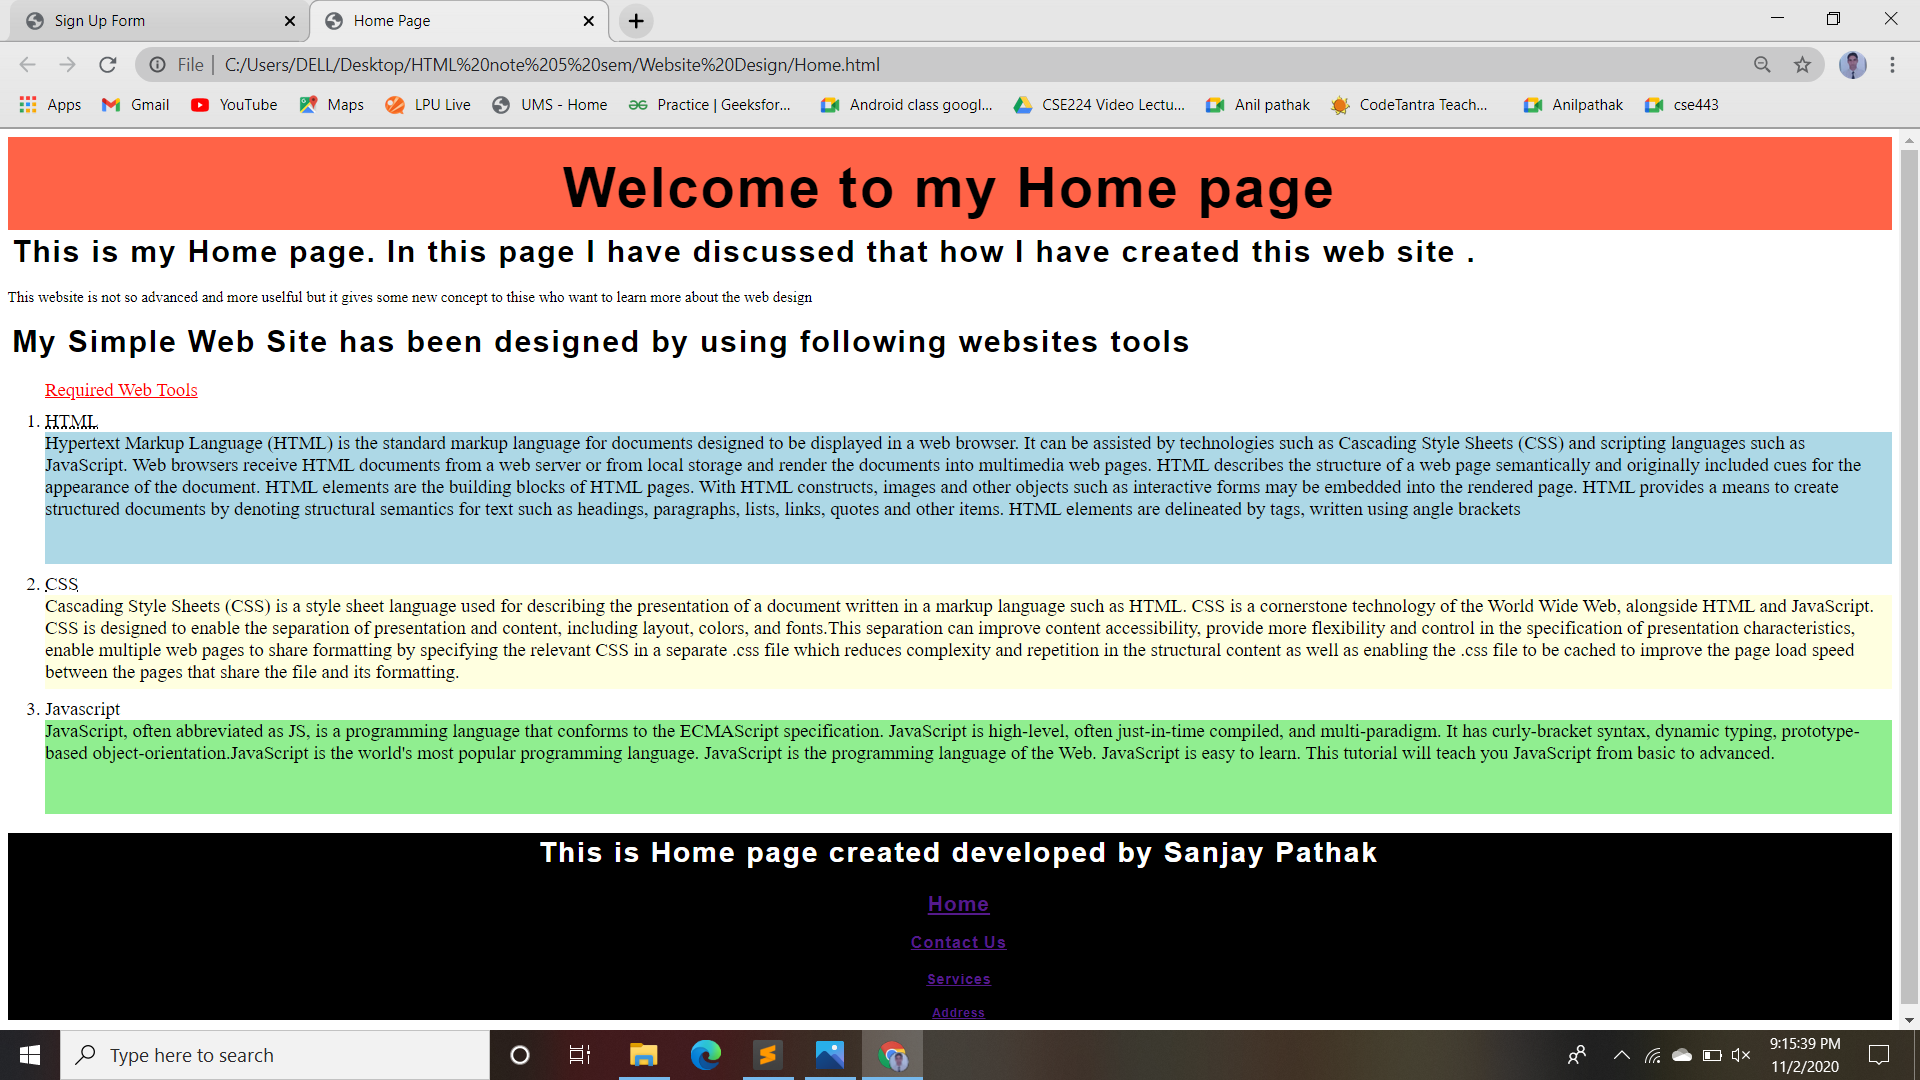 Sign Up Form
Home Page
File | C:/Users/DELL/Desktop/HTML%20note%205%20sem/Website%20Design/Home.html
Apps Gmail YouTube Maps LPU Live UMS - Home Practice | Geeksfor... Android class googl... CSE224 Video Lectu... Anil pathak CodeTantra Teach... Anilpathak cse443
Welcome to my Home page
This is my Home page. In this page I have discussed that how I have created this web site .
This website is not so advanced and more uselful but it gives some new concept to thise who want to learn more about the web design
My Simple Web Site has been designed by using following websites tools
Required Web Tools
1. HTML
Hypertext Markup Language (HTML) is the standard markup language for documents designed to be displayed in a web browser. It can be assisted by technologies such as Cascading Style Sheets (CSS) and scripting languages such as
JavaScript. Web browsers receive HTML documents from a web server or from local storage and render the documents into multimedia web pages. HTML describes the structure of a web page semantically and originally included cues for the
appearance of the document. HTML elements are the building blocks of HTML pages. With HTML constructs, images and other objects such as interactive forms may be embedded into the rendered page. HTML provides a means to create
structured documents by denoting structural semantics for text such as headings, paragraphs, lists, links, quotes and other items. HTML elements are delineated by tags, written using angle brackets
2. CSS
Cascading Style Sheets (CSS) is a style sheet language used for describing the presentation of a document written in a markup language such as HTML. CSS is a cornerstone technology of the World Wide Web, alongside HTML and JavaScript.
CSS is designed to enable the separation of presentation and content, including layout, colors, and fonts.This separation can improve content accessibility, provide more flexibility and control in the specification of presentation characteristics,
enable multiple web pages to share formatting by specifying the relevant CSS in a separate .css file which reduces complexity and repetition in the structural content as well as enabling the .css file to be cached to improve the page load speed
between the pages that share the file and its formatting.
3. Javascript
JavaScript, often abbreviated as JS, is a programming language that conforms to the ECMAScript specification. JavaScript is high-level, often just-in-time compiled, and multi-paradigm. It has curly-bracket syntax, dynamic typing, prototype-
based object-orientation.JavaScript is the world's most popular programming language. JavaScript is the programming language of the Web. JavaScript is easy to learn. This tutorial will teach you JavaScript from basic to advanced.
This is Home page created developed by Sanjay Pathak
Home
Contact Us
Services
Address
Type here to search
9:15:39 PM
11/2/2020